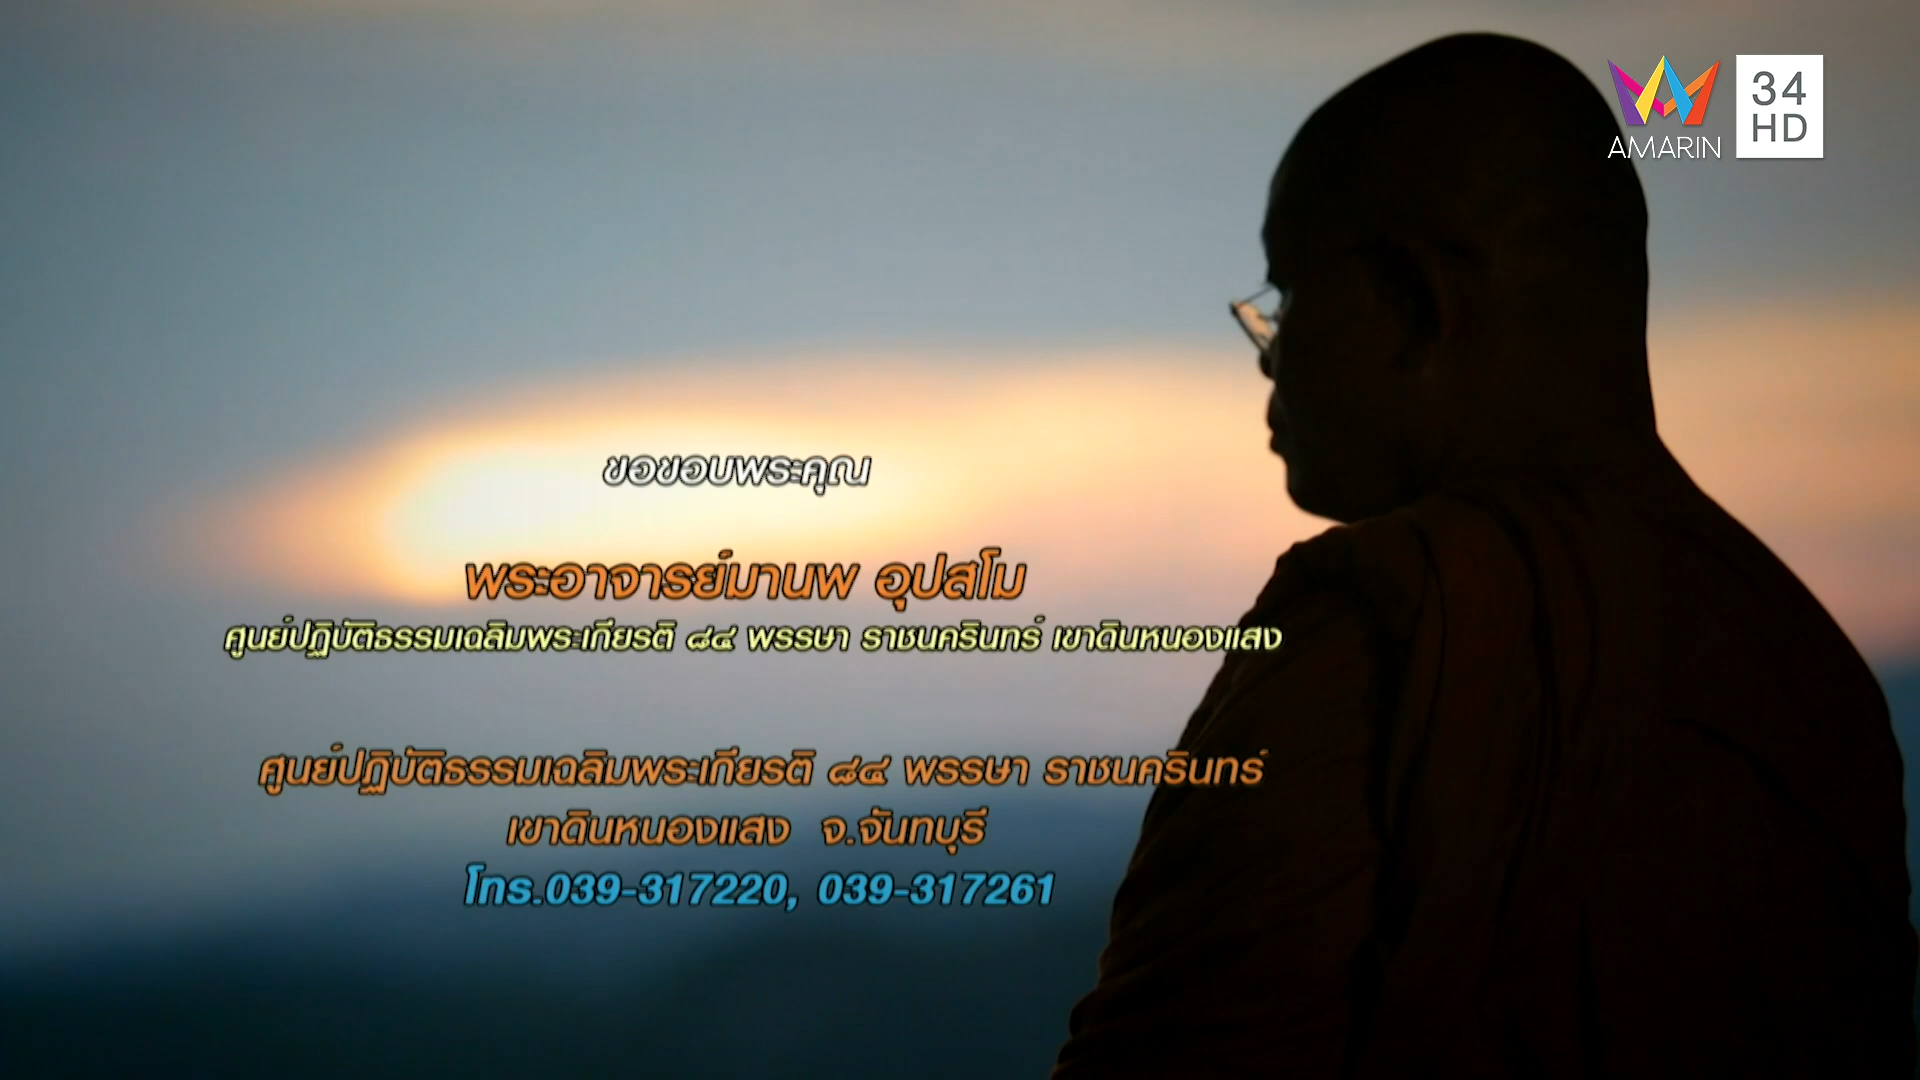 AMARIN
34
HD
ขอขอบพระคุณ
พระอาจารย์มานพ อุปสโม
ศูนย์ปฏิบัติธรรมเฉลิมพระเกียรติ ๘๔ พรรษา ราชนครินทร์ เขาดินหนองแสง
ศูนย์ปฏิบัติธรรมเฉลิมพระเกียรติ ๘๔ พรรษา ราชนครินทร์
เขาดินหนองแสง จ.จันทบุรี
โทร.039-317220, 039-317261